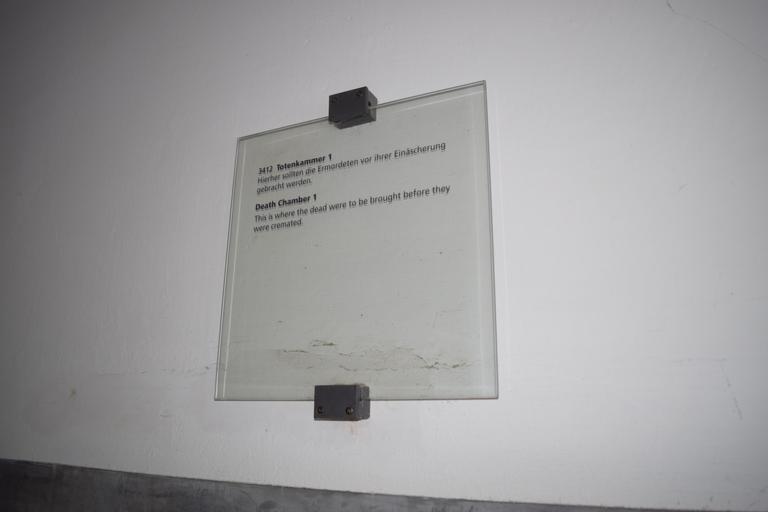 3412 Totenkammer 1
Hierher sollten die Ermordeten vor ihrer Einäscherung
gebracht werden.
Death Chamber 1
This is where the dead were to be brought before they
were cremated.